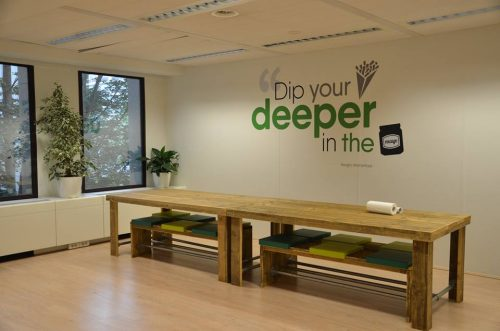 “Dip your
deeper
in the